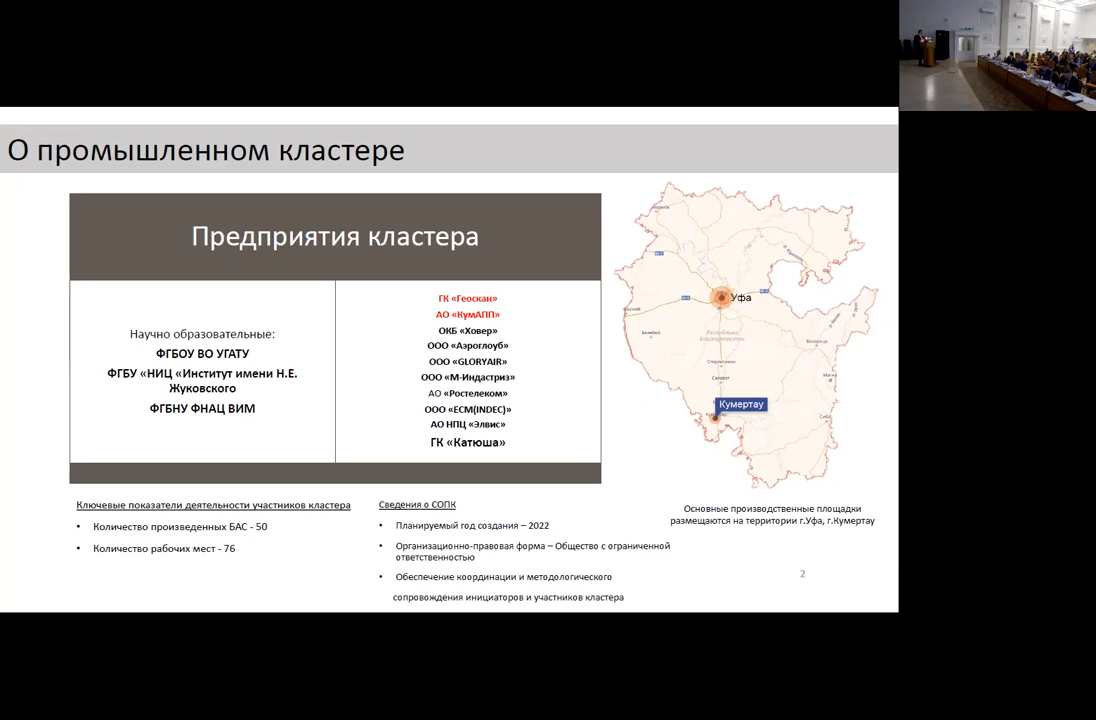 О промышленном кластере
Предприятия кластера
Научно образовательные:
ФГБОУ ВО УГАТУ
ФГБУ «НИЦ «Институт имени Н.Е.
Жуковского
ФГБНУ ФНАЦ ВИМ
ГК «Геоскан»
АО «КумАПП»
ОКБ «Ховер»
ООО «Аэроглоуб»
ООО «GLORYAIR»
ООО «М-Индастриз»
АО «Ростелеком»
ООО «ECM(INDEC)»
АО НПЦ «Элвис»
ГК «Катюша»
Уфа
Республика
Башкортостан
Стерлитамак
Салават
Кумертау
Основные производственные площадки
размещаются на территории г.Уфа, г.Кумертау
Ключевые показатели деятельности участников кластера
• Количество произведенных БАС - 50
• Количество рабочих мест - 76
Сведения о СОПК
• Планируемый год создания – 2022
• Организационно-правовая форма – Общество с ограниченной
ответственностью
• Обеспечение координации и методологического
сопровождения инициаторов и участников кластера
2